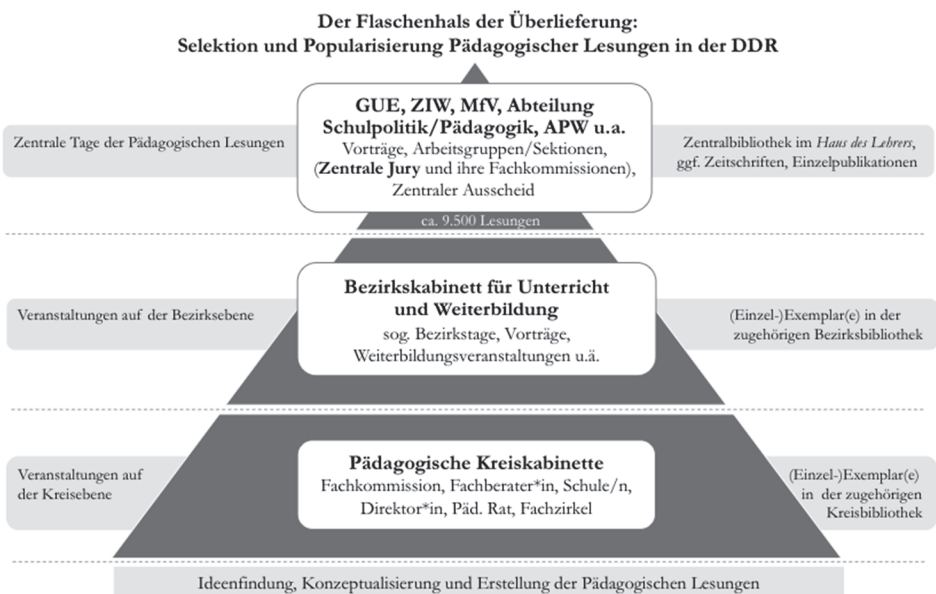 Der Flaschenhals der Überlieferung:
Selektion und Popularisierung Pädagogischer Lesungen in der DDR
GUE, ZIW, MfV, Abteilung
Schulpolitik/Pädagogik, APW u.a.
Vorträge, Arbeitsgruppen/Sektionen,
(Zentrale Jury und ihre Fachkommissionen),
Zentraler Ausscheid
Zentrale Tage der Pädagogischen Lesungen
Zentralbibliothek im Haus des Lehrers,
ggf. Zeitschriften, Einzelpublikationen
ca. 9.500 Lesungen
Bezirkskabinett für Unterricht
und Weiterbildung
sog. Bezirkstage, Vorträge,
Weiterbildungsveranstaltungen u.ä.
Veranstaltungen auf der Bezirksebene
(Einzel-)Exemplar(e) in der
zugehörigen Bezirksbibliothek
Pädagogische Kreiskabinette
Fachkommission, Fachberater*in, Schule/n,
Direktor*in, Päd. Rat, Fachzirkel
Veranstaltungen auf
der Kreisebene
(Einzel-)Exemplar(e)
in der zugehörigen
Kreisbibliothek
Ideenfindung, Konzeptualisierung und Erstellung der Pädagogischen Lesungen